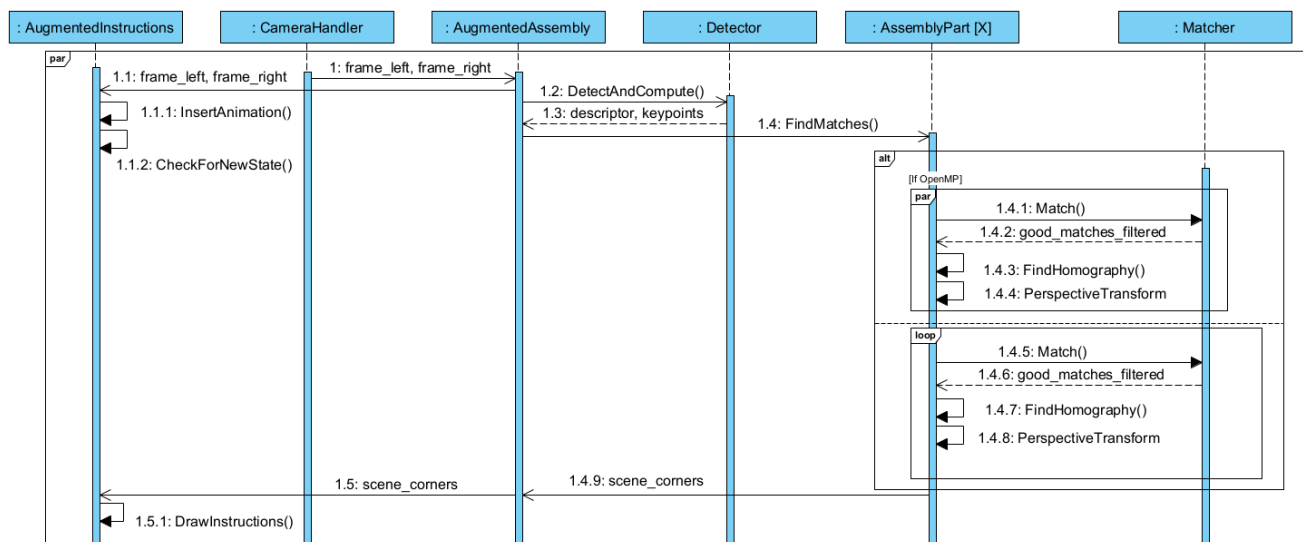 : AugmentedInstructions
: CameraHandler
: AugmentedAssembly
: Detector
: AssemblyPart [X]
: Matcher
par
1: frame_left, frame_right
1.1: frame_left, frame_right
1.2: DetectAndCompute()
1.1.1: InsertAnimation()
1.3: descriptor, keypoints
1.4: FindMatches()
1.1.2: CheckForNewState()
alt
[If OpenMP]
par
1.4.1: Match()
1.4.2: good_matches_filtered
1.4.3: FindHomography()
1.4.4: PerspectiveTransform
loop
1.4.5: Match()
1.4.6: good_matches_filtered
1.4.7: FindHomography()
1.4.8: PerspectiveTransform
1.4.9: scene_corners
1.5: scene_corners
1.5.1: DrawInstructions()